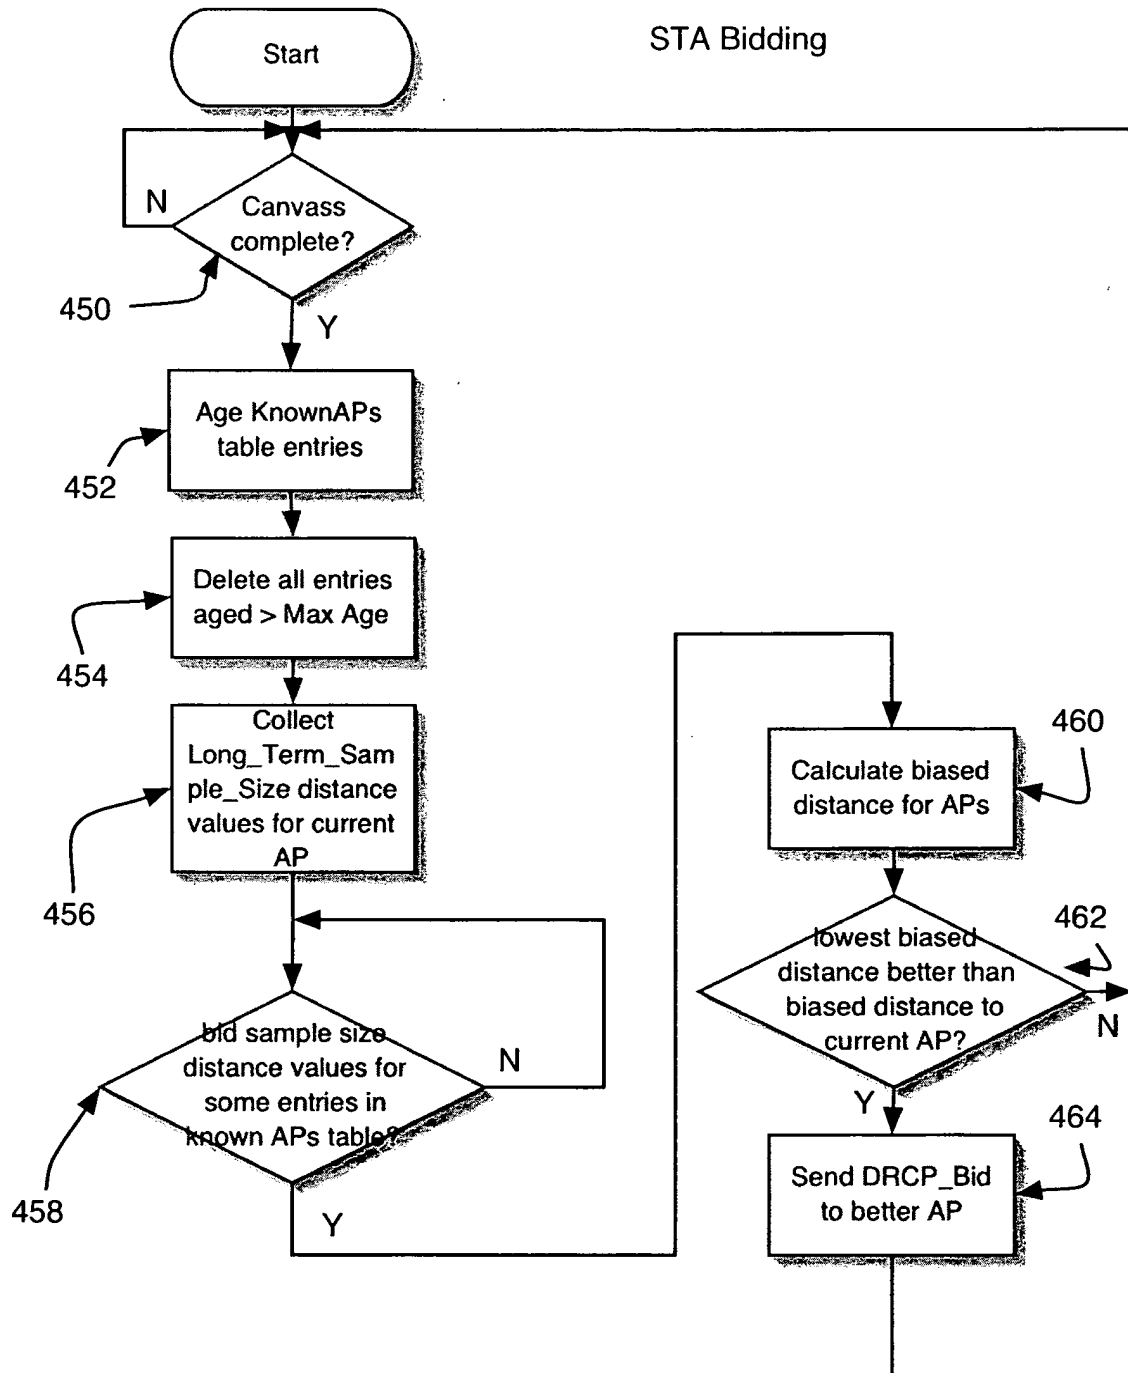 STA Bidding
Start
N
Canvass
complete?
450
Y
Age KnownAPs
table entries
452
Delete all entries
aged > Max Age
454
Collect
Long_Term_Sam
ple_Size distance
values for current
AP
456
bid sample size
distance values for
some entries in
known APs table?
N
458
Y
Calculate biased
distance for APs
460
lowest biased
distance better than
biased distance to
current AP?
462
N
Y
Send DRCP_Bid
to better AP
464